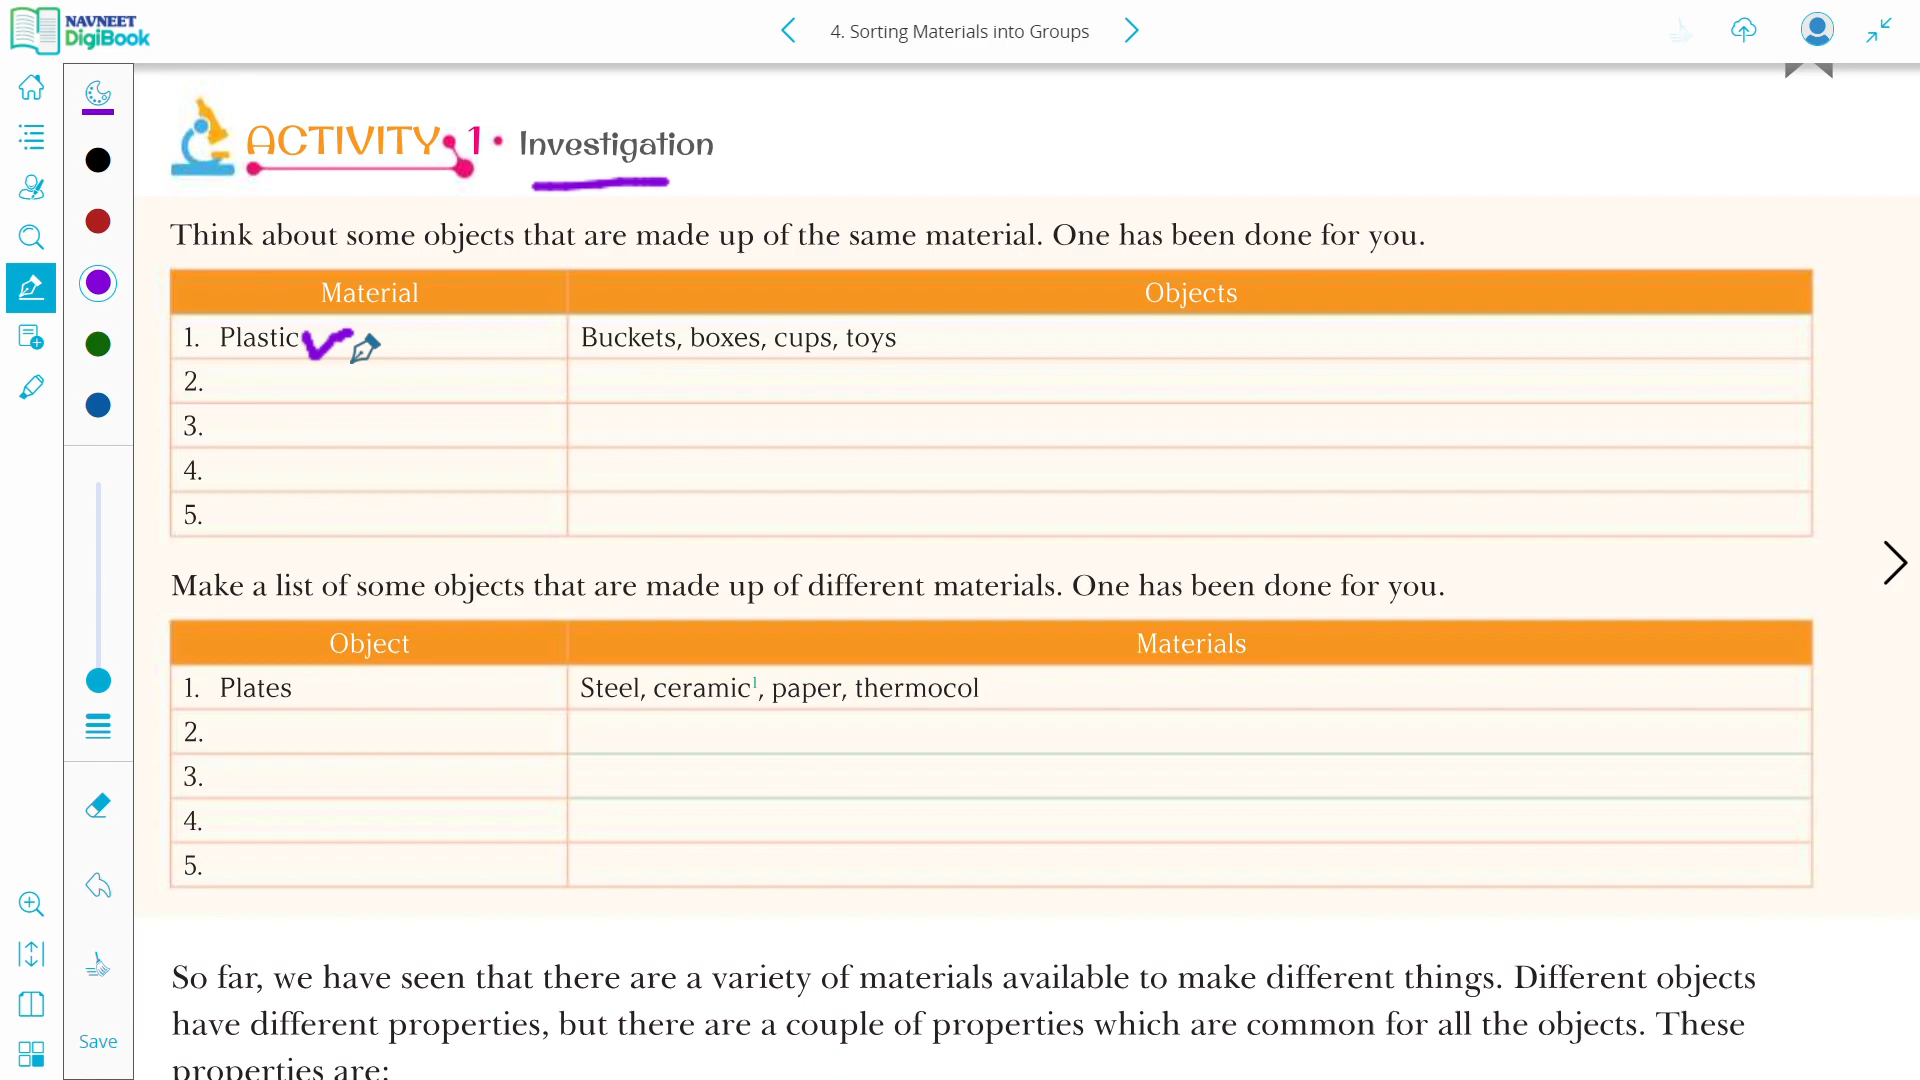 NAVNEET
DigiBook
4. Sorting Materials into Groups
ACTIVITY 1 Investigation
Think about some objects that are made up of the same material. One has been done for you.
Material Objects
1. Plastic Buckets, boxes, cups, toys
2.
3.
4.
5.
Make a list of some objects that are made up of different materials. One has been done for you.
Object Materials
1. Plates Steel, ceramic¹, paper, thermocol
2.
3.
4.
5.
So far, we have seen that there are a variety of materials available to make different things. Different objects
have different properties, but there are a couple of properties which are common for all the objects. These
properties are:
Save